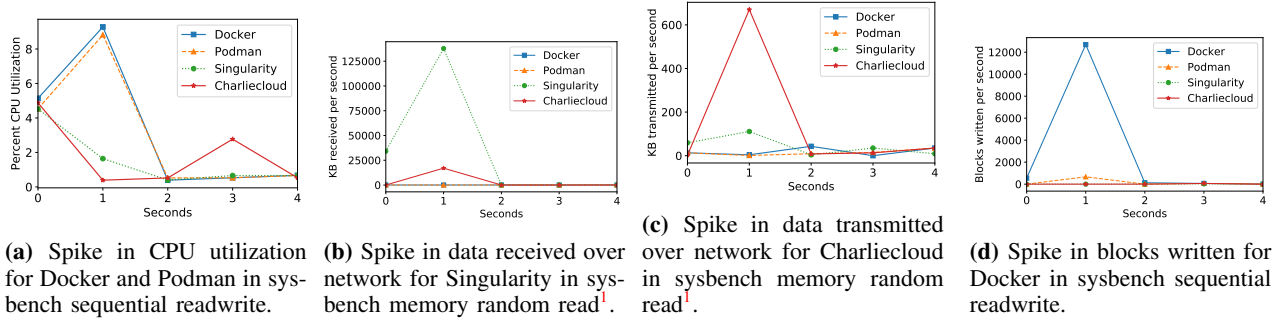 Percent CPU Utilization
8
6
4
2
0
0 1 2 3 4
Seconds
Docker
Podman
Singularity
Charliecloud
(a) Spike in CPU utilization
for Docker and Podman in sys-
bench sequential readwrite.
KB received per second
125000
100000
75000
50000
25000
0
0 1 2 3 4
Seconds
Docker
Podman
Singularity
Charliecloud
(b) Spike in data received over
network for Singularity in sys-
bench memory random read1.
KB transmitted per second
600
400
200
0
0 1 2 3 4
Seconds
Docker
Podman
Singularity
Charliecloud
(c) Spike in data transmitted
over network for Charliecloud
in sysbench memory random
read1.
Blocks written per second
12000
10000
8000
6000
4000
2000
0
0 1 2 3 4
Seconds
Docker
Podman
Singularity
Charliecloud
(d) Spike in blocks written for
Docker in sysbench sequential
readwrite.